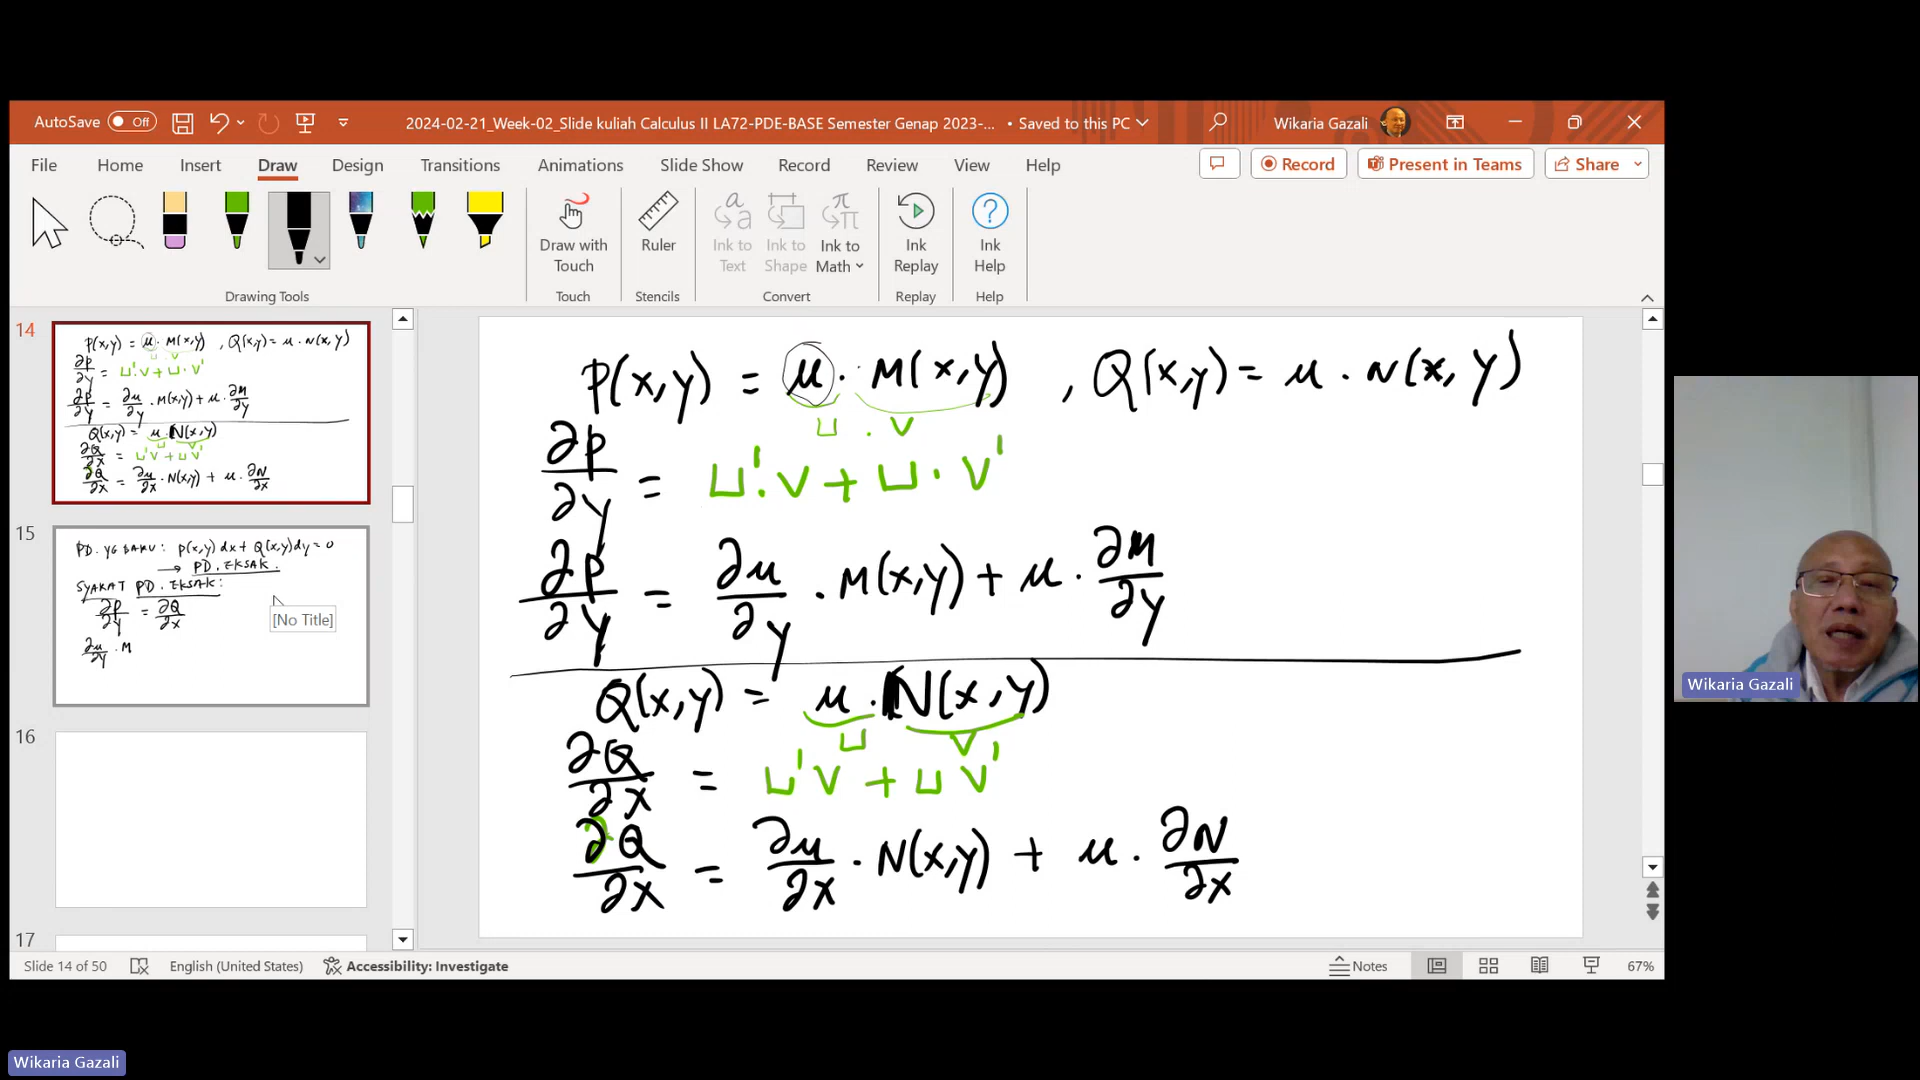 AutoSave Off 2024-02-21_Week-02_Slide kuliah Calculus II LA72-PDE-BASE Semester Genap 2023-... • Saved to this PC Wikaria Gazali
File Home Insert Draw Design Transitions Animations Slide Show Record Review View Help Record Present in Teams Share
Draw with Touch
Ruler
Ink to Text
Ink to Shape
Ink to Math
Ink Replay
Ink Help
Drawing Tools Touch Stencils Convert Replay Help
14
P(x,y) = μ · M(x,y) , Q(x,y) = μ · N(x,y)
∂P/∂y = U'V + U·V'
∂P/∂y = ∂μ/∂y · M(x,y) + μ · ∂M/∂y
Q(x,y) = μ · N(x,y)
U V
∂Q/∂x = U'V + UV'
∂Q/∂x = ∂μ/∂x · N(x,y) + μ · ∂N/∂x
15
PD. YG BARU : P(x,y) dx + Q(x,y) dy = 0
→ PD. EKSAK.
SYARAT PD. EKSAK :
∂P/∂y = ∂Q/∂x
[No Title]
∂μ/∂y · M
16
17
P(x,y) = μ · M(x,y) , Q(x,y) = μ · N(x,y)
U . V
∂P/∂y = U'.V + U·V'
∂P/∂y = ∂μ/∂y · M(x,y) + μ · ∂M/∂y
Q(x,y) = μ · N(x,y)
U V
∂Q/∂x = U'V + UV'
∂Q/∂x = ∂μ/∂x · N(x,y) + μ · ∂N/∂x
Slide 14 of 50 English (United States) Accessibility: Investigate Notes 67%
Wikaria Gazali
Wikaria Gazali